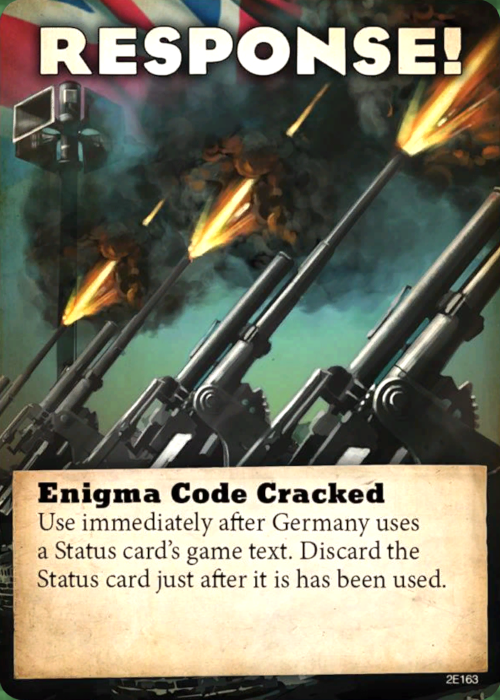 RESPONSE!
Enigma Code Cracked
Use immediately after Germany uses
a Status card's game text. Discard the
Status card just after it is has been used.
2E163